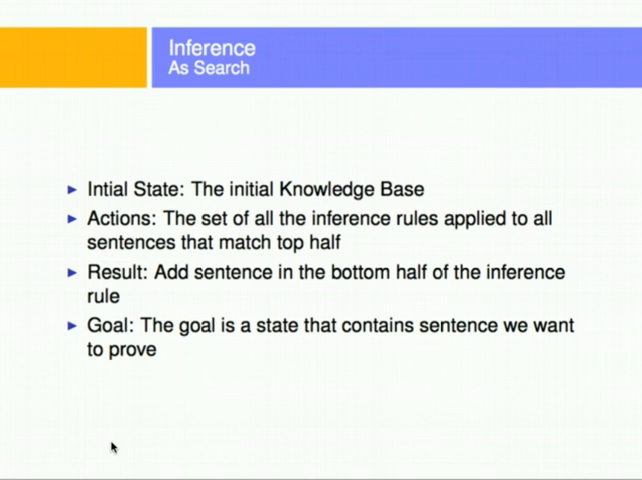 Inference
As Search
Intial State: The initial Knowledge Base
Actions: The set of all the inference rules applied to all
sentences that match top half
Result: Add sentence in the bottom half of the inference
rule
Goal: The goal is a state that contains sentence we want
to prove